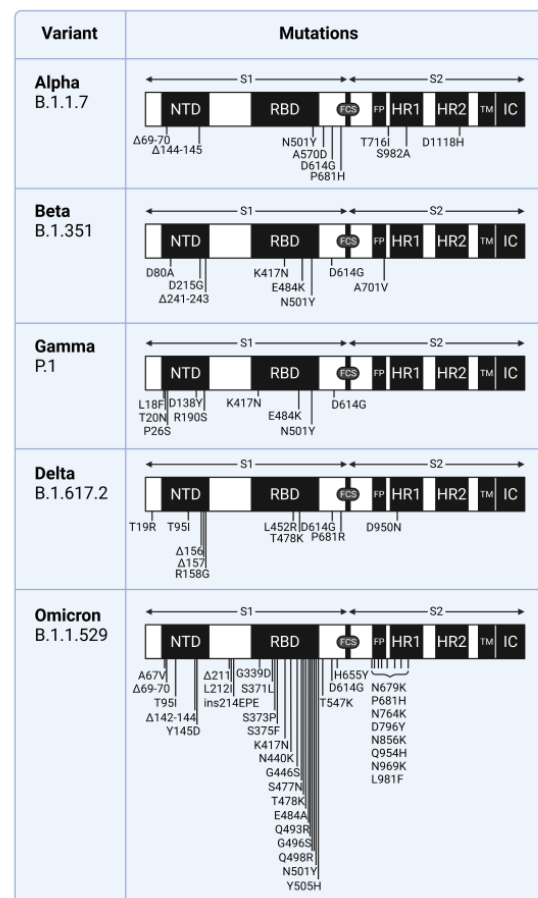 Variant Mutations
Alpha
B.1.1.7
S1 S2
NTD RBD FCS FP HR1 HR2 TM IC
Δ69-70 N501Y T716I D1118H
Δ144-145 A570D S982A
D614G
P681H
Beta
B.1.351
S1 S2
NTD RBD FCS FP HR1 HR2 TM IC
D80A K417N D614G
D215G E484K A701V
Δ241-243 N501Y
Gamma
P.1
S1 S2
NTD RBD FCS FP HR1 HR2 TM IC
L18F D138Y K417N D614G
T20N R190S E484K
P26S N501Y
Delta
B.1.617.2
S1 S2
NTD RBD FCS FP HR1 HR2 TM IC
T19R T95I L452R D614G D950N
T478K P681R
Δ156
Δ157
R158G
Omicron
B.1.1.529
S1 S2
NTD RBD FCS FP HR1 HR2 TM IC
A67V Δ211 G339D H655Y
Δ69-70 L212I S371L D614G N679K
T95I ins214EPE T547K P681H
Δ142-144 S373P N764K
Y145D S375F D796Y
K417N N856K
N440K Q954H
G446S N969K
S477N L981F
T478K
E484A
Q493R
G496S
Q498R
N501Y
Y505H